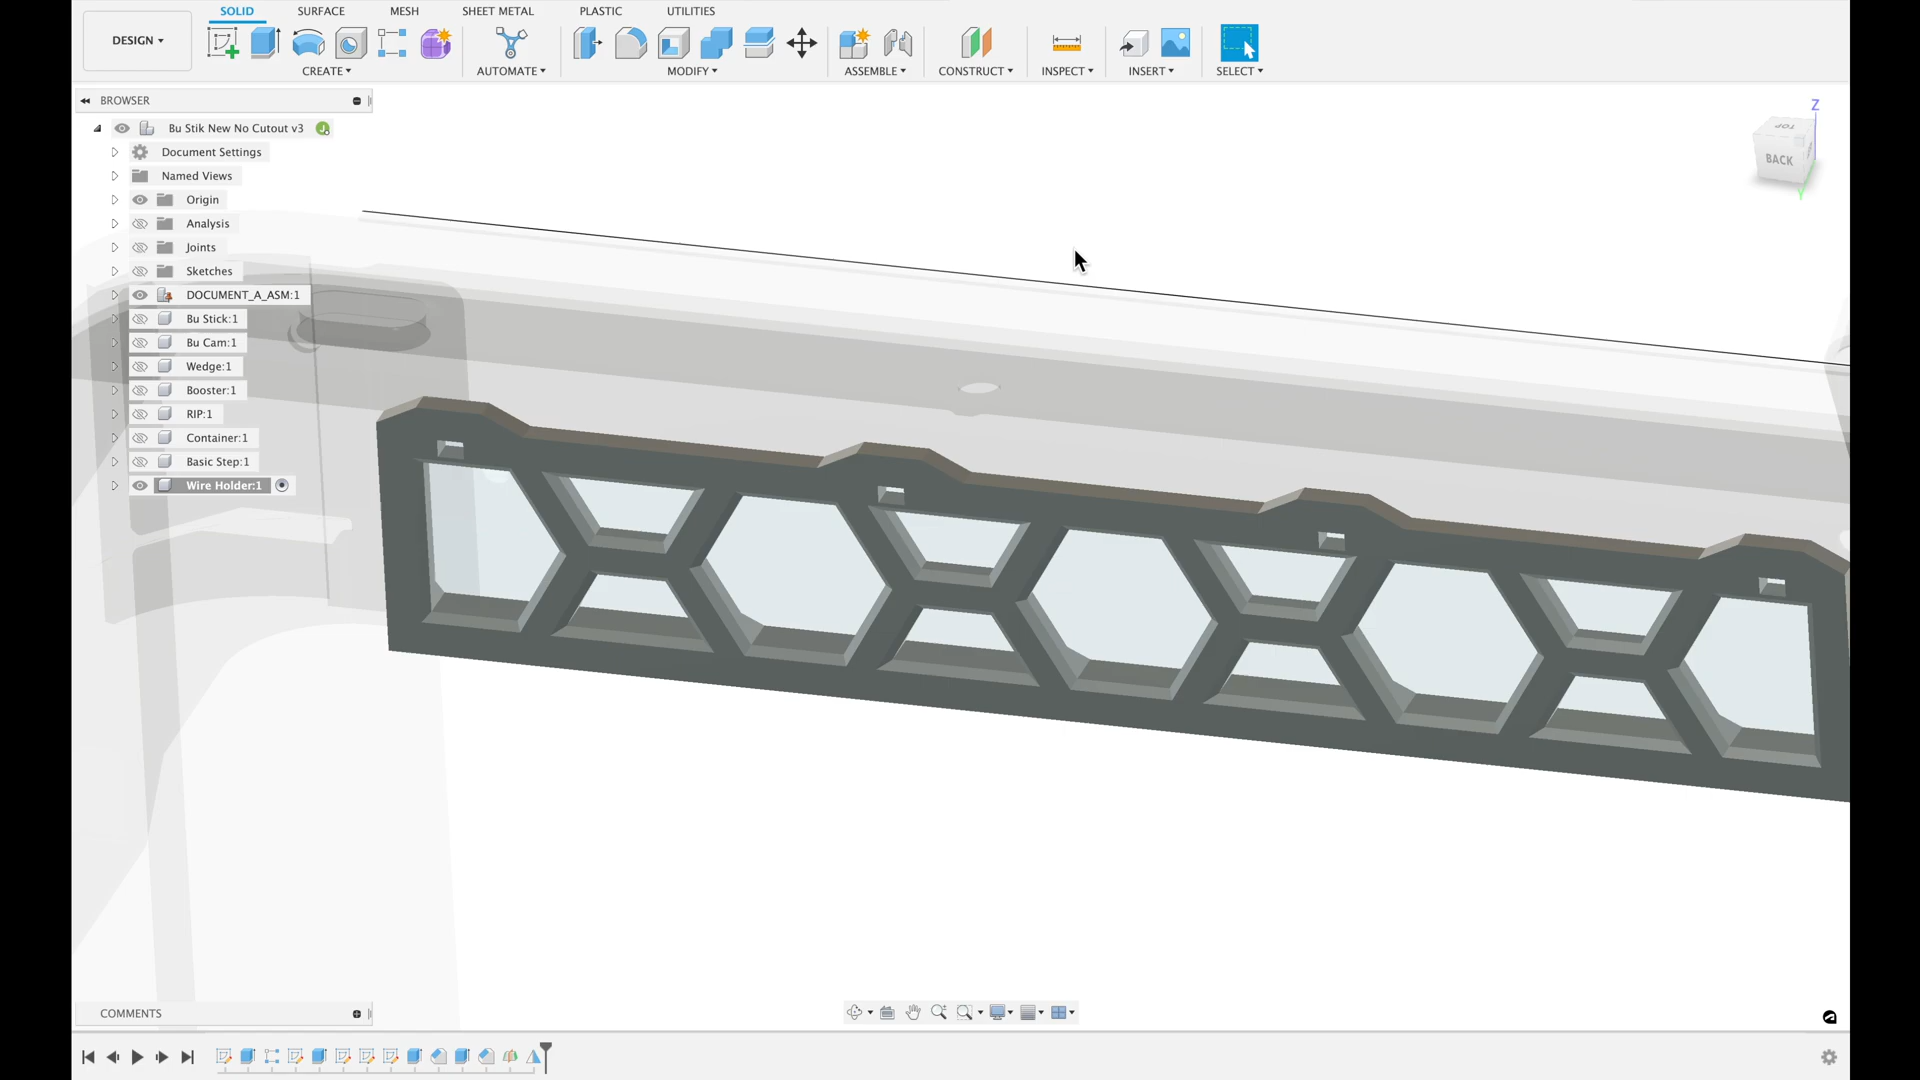 SOLID SURFACE MESH SHEET METAL PLASTIC UTILITIES
DESIGN
CREATE AUTOMATE MODIFY ASSEMBLE CONSTRUCT INSPECT INSERT SELECT
BROWSER
Bu Stik New No Cutout v3
Document Settings
Named Views
Origin
Analysis
Joints
Sketches
DOCUMENT_A_ASM:1
Bu Stick:1
Bu Cam:1
Wedge:1
Booster:1
RIP:1
Container:1
Basic Step:1
Wire Holder:1
Z
TOP
BACK
Y
COMMENTS